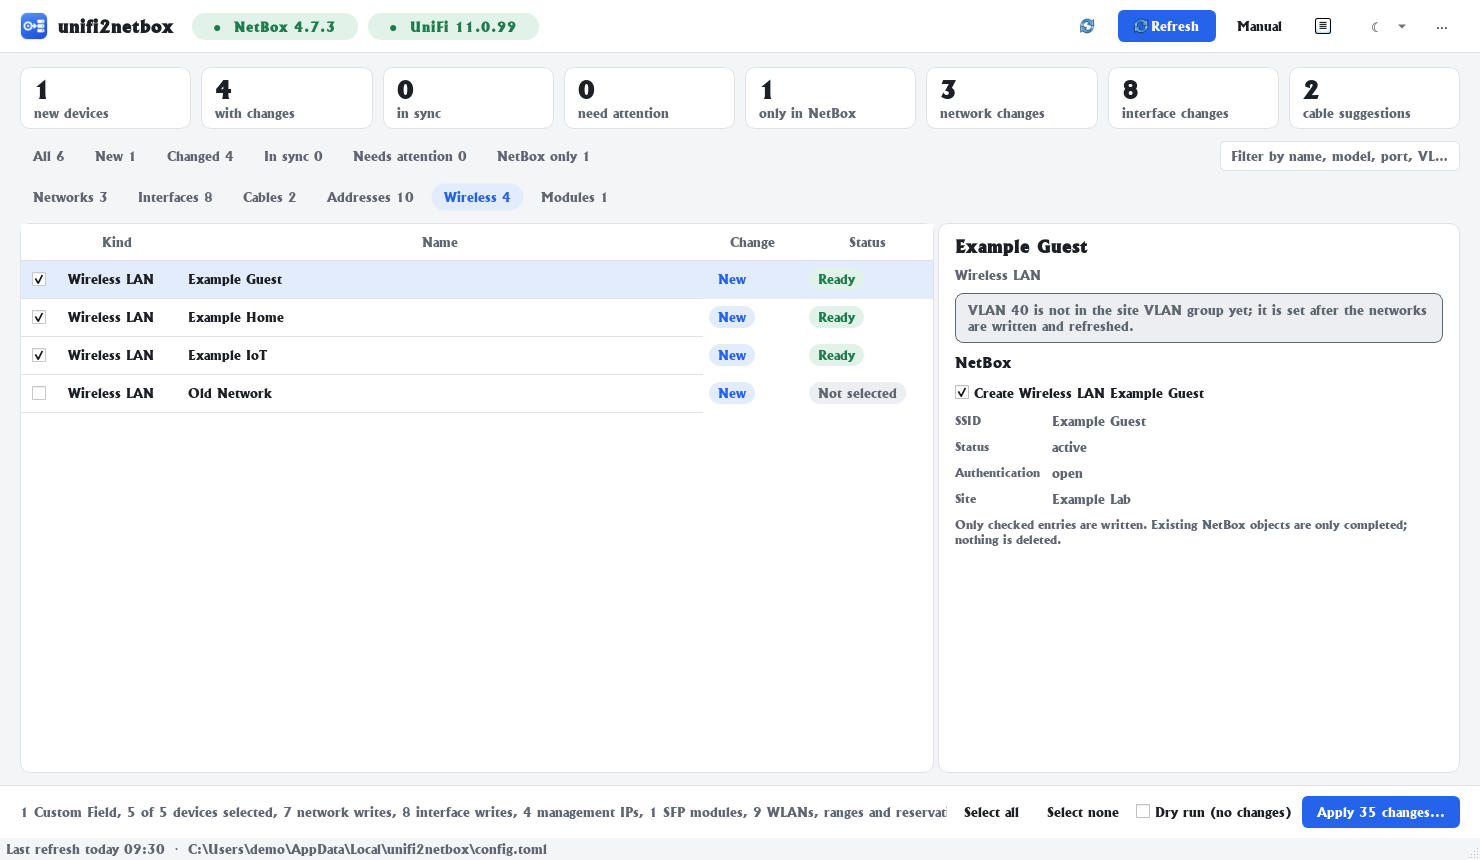 unifi2netbox
● NetBox 4.7.3
● UniFi 11.0.99
Refresh
Manual
...
1
new devices
4
with changes
0
in sync
0
need attention
1
only in NetBox
3
network changes
8
interface changes
2
cable suggestions
All 6
New 1
Changed 4
In sync 0
Needs attention 0
NetBox only 1
Filter by name, model, port, VL...
Networks 3
Interfaces 8
Cables 2
Addresses 10
Wireless 4
Modules 1
Kind Name Change Status
Wireless LAN Example Guest New Ready
Wireless LAN Example Home New Ready
Wireless LAN Example IoT New Ready
Wireless LAN Old Network New Not selected
Example Guest
Wireless LAN
VLAN 40 is not in the site VLAN group yet; it is set after the networks
are written and refreshed.
NetBox
Create Wireless LAN Example Guest
SSID Example Guest
Status active
Authentication open
Site Example Lab
Only checked entries are written. Existing NetBox objects are only completed;
nothing is deleted.
1 Custom Field, 5 of 5 devices selected, 7 network writes, 8 interface writes, 4 management IPs, 1 SFP modules, 9 WLANs, ranges and reservati
Select all
Select none
Dry run (no changes)
Apply 35 changes...
Last refresh today 09:30 · C:\Users\demo\AppData\Local\unifi2netbox\config.toml